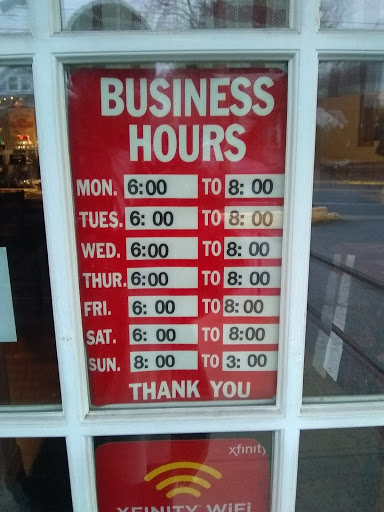 BUSINESS
HOURS
MON. 6:00 TO 8:00
TUES. 6:00 TO 8:00
WED. 6:00 TO 8:00
THUR. 6:00 TO 8:00
FRI. 6:00 TO 8:00
SAT. 6:00 TO 8:00
SUN. 8:00 TO 3:00
THANK YOU
xfinity
XFINITY WiFi